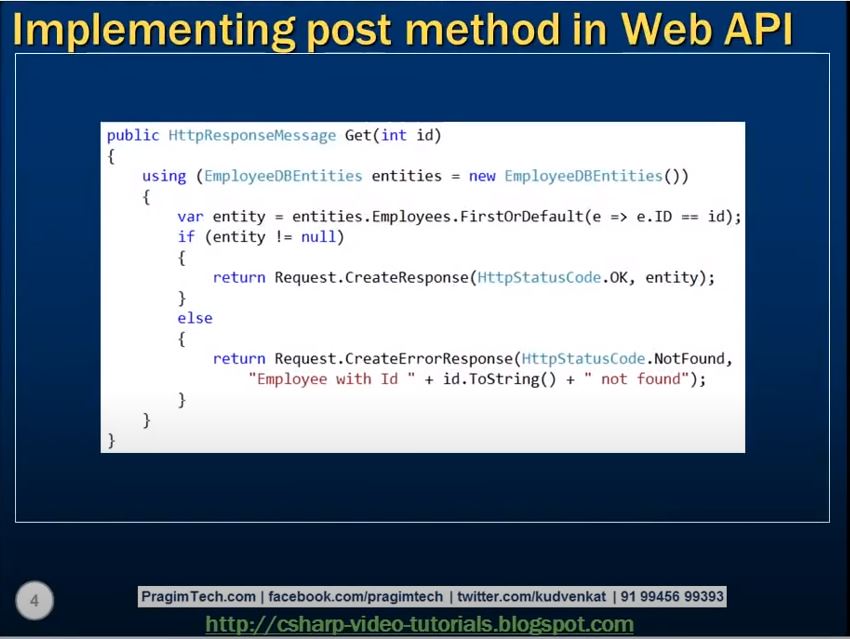 Implementing post method in Web API
public HttpResponseMessage Get(int id)
{
using (EmployeeDBEntities entities = new EmployeeDBEntities())
{
var entity = entities.Employees.FirstOrDefault(e => e.ID == id);
if (entity != null)
{
return Request.CreateResponse(HttpStatusCode.OK, entity);
}
else
{
return Request.CreateErrorResponse(HttpStatusCode.NotFound,
"Employee with Id " + id.ToString() + " not found");
}
}
}
4
PragimTech.com | facebook.com/pragimtech | twitter.com/kudvenkat | 91 99456 99393
http://csharp-video-tutorials.blogspot.com